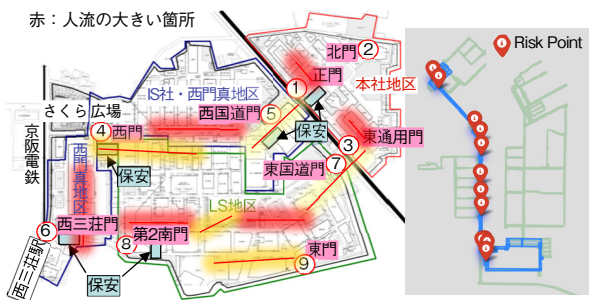 赤:人流の大きい箇所
北門②
正門
①
本社地区
IS社・西門真地区
さくら広場
西国道門⑤
保安
④西門
③
東通用門
京阪電鉄
西門真地区
保安
東国道門⑦
LS地区
西三荘門
⑥
⑧第2南門
東門
⑨
西三荘駅
保安
Risk Point